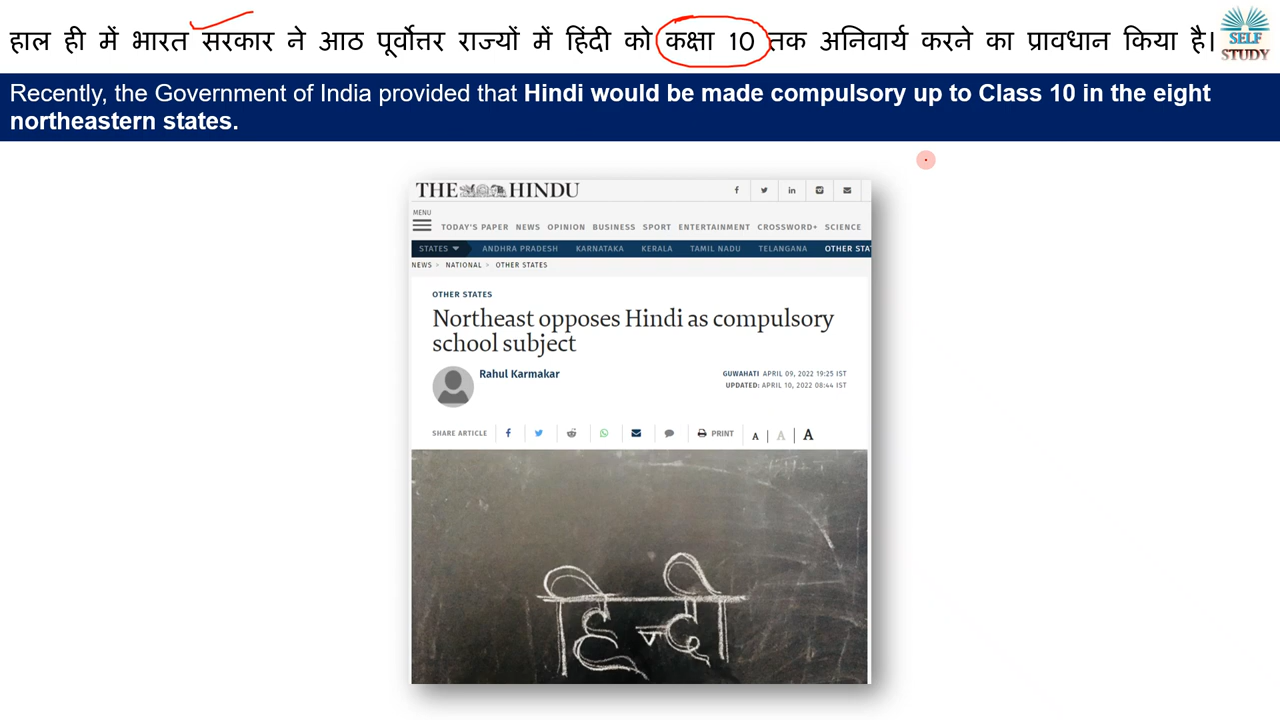 हाल ही में भारत सरकार ने आठ पूर्वोत्तर राज्यों में हिंदी को कक्षा 10 तक अनिवार्य करने का प्रावधान किया है।
SELF
STUDY
Recently, the Government of India provided that Hindi would be made compulsory up to Class 10 in the eight
northeastern states.
THE HINDU
MENU
TODAY'S PAPER NEWS OPINION BUSINESS SPORT ENTERTAINMENT CROSSWORD+ SCIENCE
STATES ANDHRA PRADESH KARNATAKA KERALA TAMIL NADU TELANGANA OTHER STA
NEWS > NATIONAL > OTHER STATES
OTHER STATES
Northeast opposes Hindi as compulsory
school subject
Rahul Karmakar
GUWAHATI APRIL 09, 2022 19:25 IST
UPDATED: APRIL 10, 2022 08:44 IST
SHARE ARTICLE PRINT A A A
हिन्दी